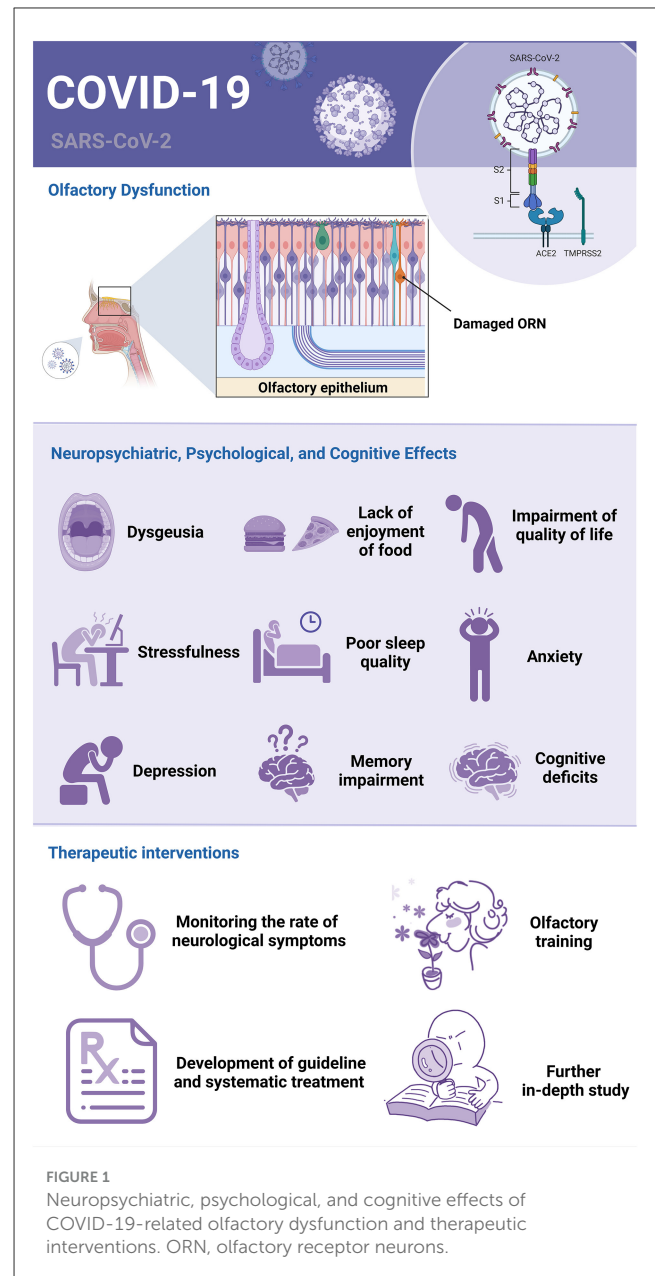 COVID-19
SARS-CoV-2
SARS-CoV-2
S2
S1
ACE2
TMPRSS2
Olfactory Dysfunction
Damaged ORN
Olfactory epithelium
Neuropsychiatric, Psychological, and Cognitive Effects
Dysgeusia
Lack of
enjoyment
of food
Impairment of
quality of life
Stressfulness
Poor sleep
quality
Anxiety
Depression
???
Memory
impairment
Cognitive
deficits
Therapeutic interventions
Monitoring the rate of
neurological symptoms
Olfactory
training
Rx
Development of guideline
and systematic treatment
Further
in-depth study
FIGURE 1
Neuropsychiatric, psychological, and cognitive effects of
COVID-19-related olfactory dysfunction and therapeutic
interventions. ORN, olfactory receptor neurons.